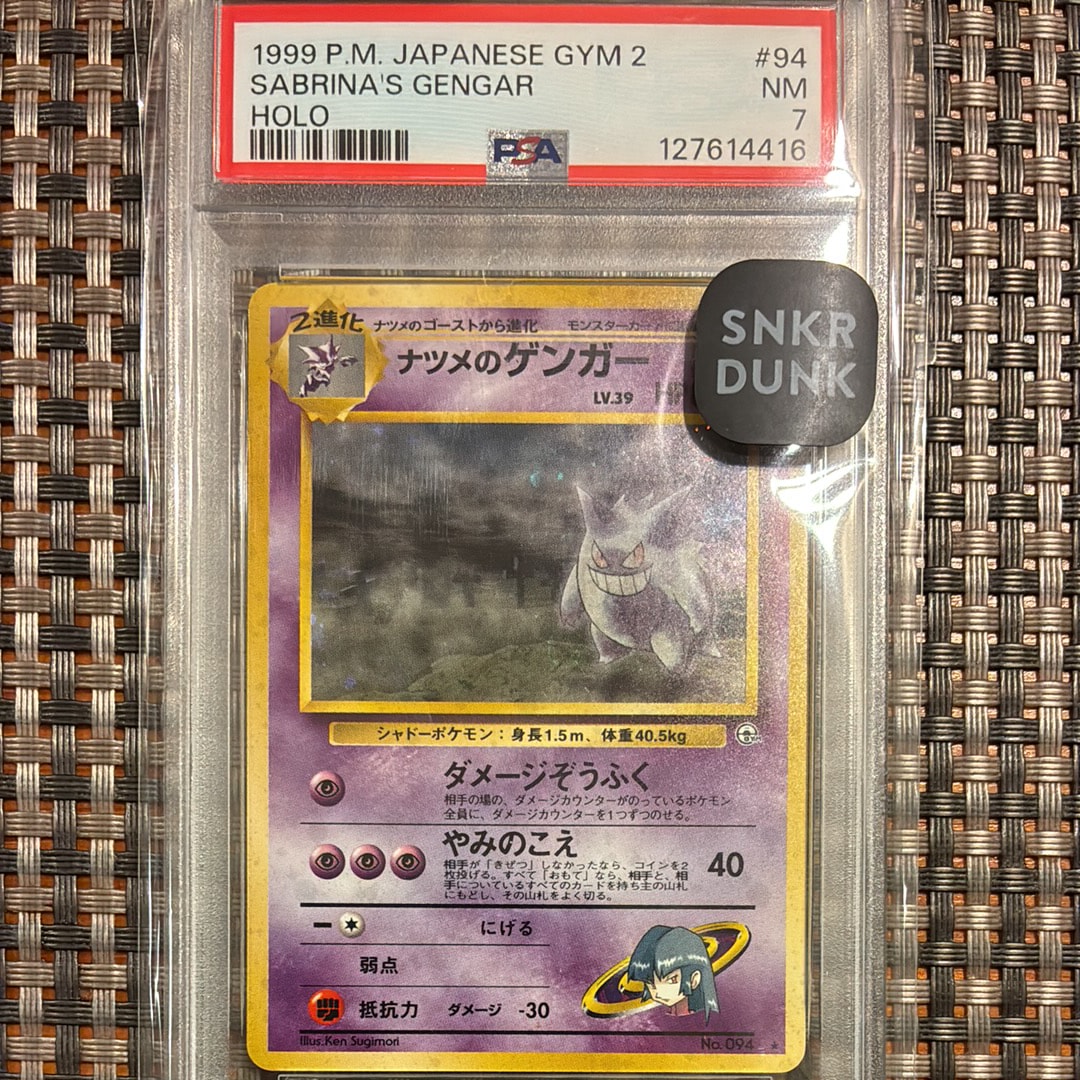 1999 P.M. JAPANESE GYM 2 #94
SABRINA'S GENGAR NM
HOLO 7
PSA 127614416
SNKR
DUNK
2進化 ナツメのゴーストから進化
ナツメのゲンガー
LV.39
シャドーポケモン：身長1.5m、体重40.5kg
ダメージぞうふく
相手の場の、ダメージカウンターがのっているポケモン
全員に、ダメージカウンターを1つずつのせる。
やみのこえ 40
相手が「きぜつ」しなかったなら、コインを2
枚投げる。すべて「おもて」なら、相手と、相
手についているすべてのカードを持ち主の山札
にもどし、その山札をよく切る。
にげる
弱点
抵抗力 ダメージ -30
Illus.Ken Sugimori No.094 ★